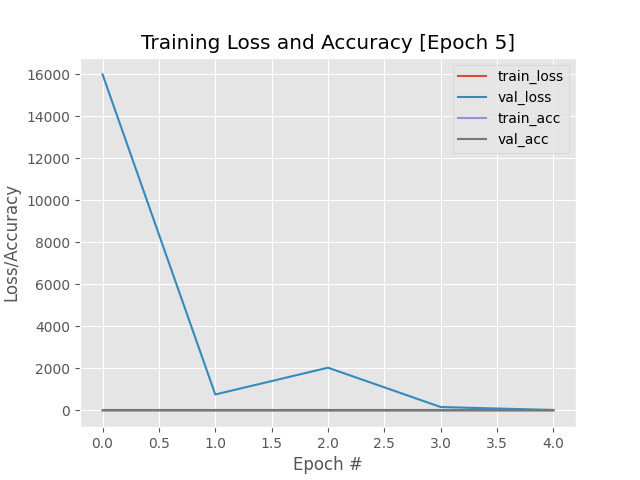 Training Loss and Accuracy [Epoch 5]
train_loss
val_loss
train_acc
val_acc
Loss/Accuracy
16000
14000
12000
10000
8000
6000
4000
2000
0
0.0 0.5 1.0 1.5 2.0 2.5 3.0 3.5 4.0
Epoch #